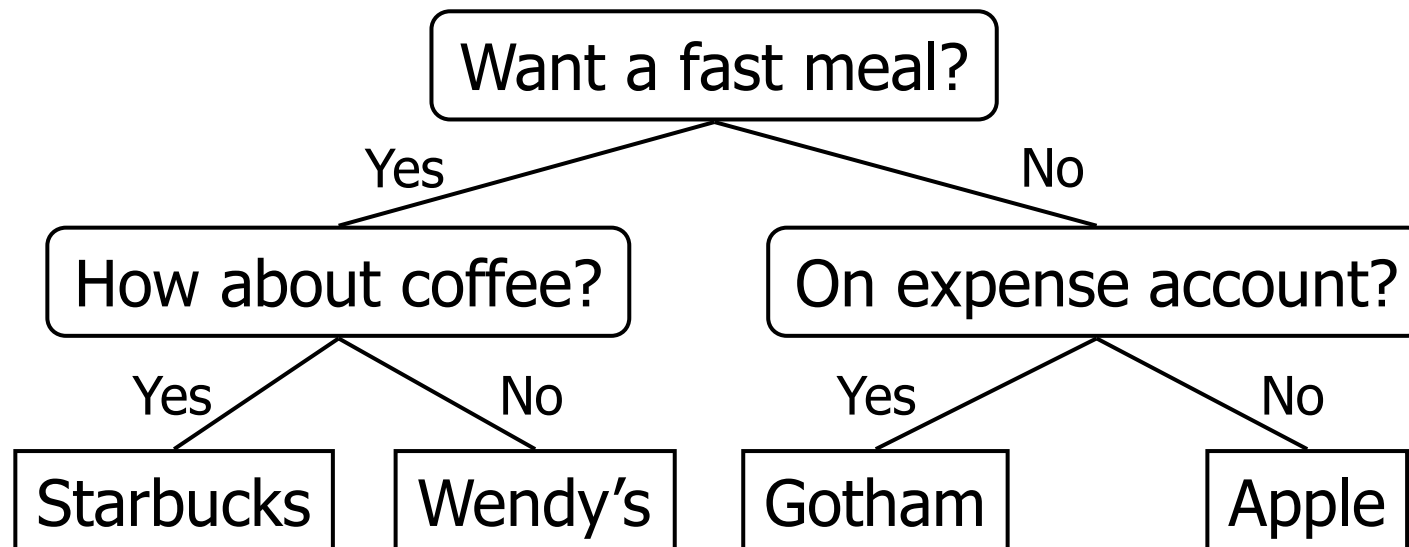 Want a fast meal?
Yes
No
How about coffee?
On expense account?
Yes
No
Yes
No
Starbucks
Wendy’s
Gotham
Apple